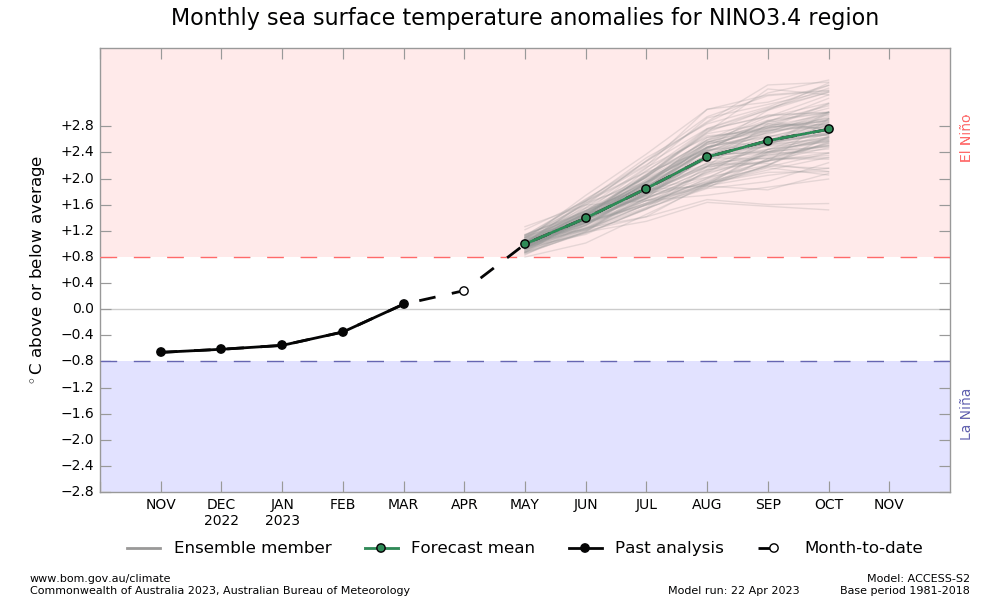 Monthly sea surface temperature anomalies for NINO3.4 region
° C above or below average
+2.8
+2.4
+2.0
+1.6
+1.2
+0.8
+0.4
0.0
−0.4
−0.8
−1.2
−1.6
−2.0
−2.4
−2.8
El Niño
La Niña
NOV DEC JAN FEB MAR APR MAY JUN JUL AUG SEP OCT NOV
2022 2023
Ensemble member Forecast mean Past analysis Month-to-date
www.bom.gov.au/climate Model: ACCESS-S2
Commonwealth of Australia 2023, Australian Bureau of Meteorology Model run: 22 Apr 2023 Base period 1981-2018